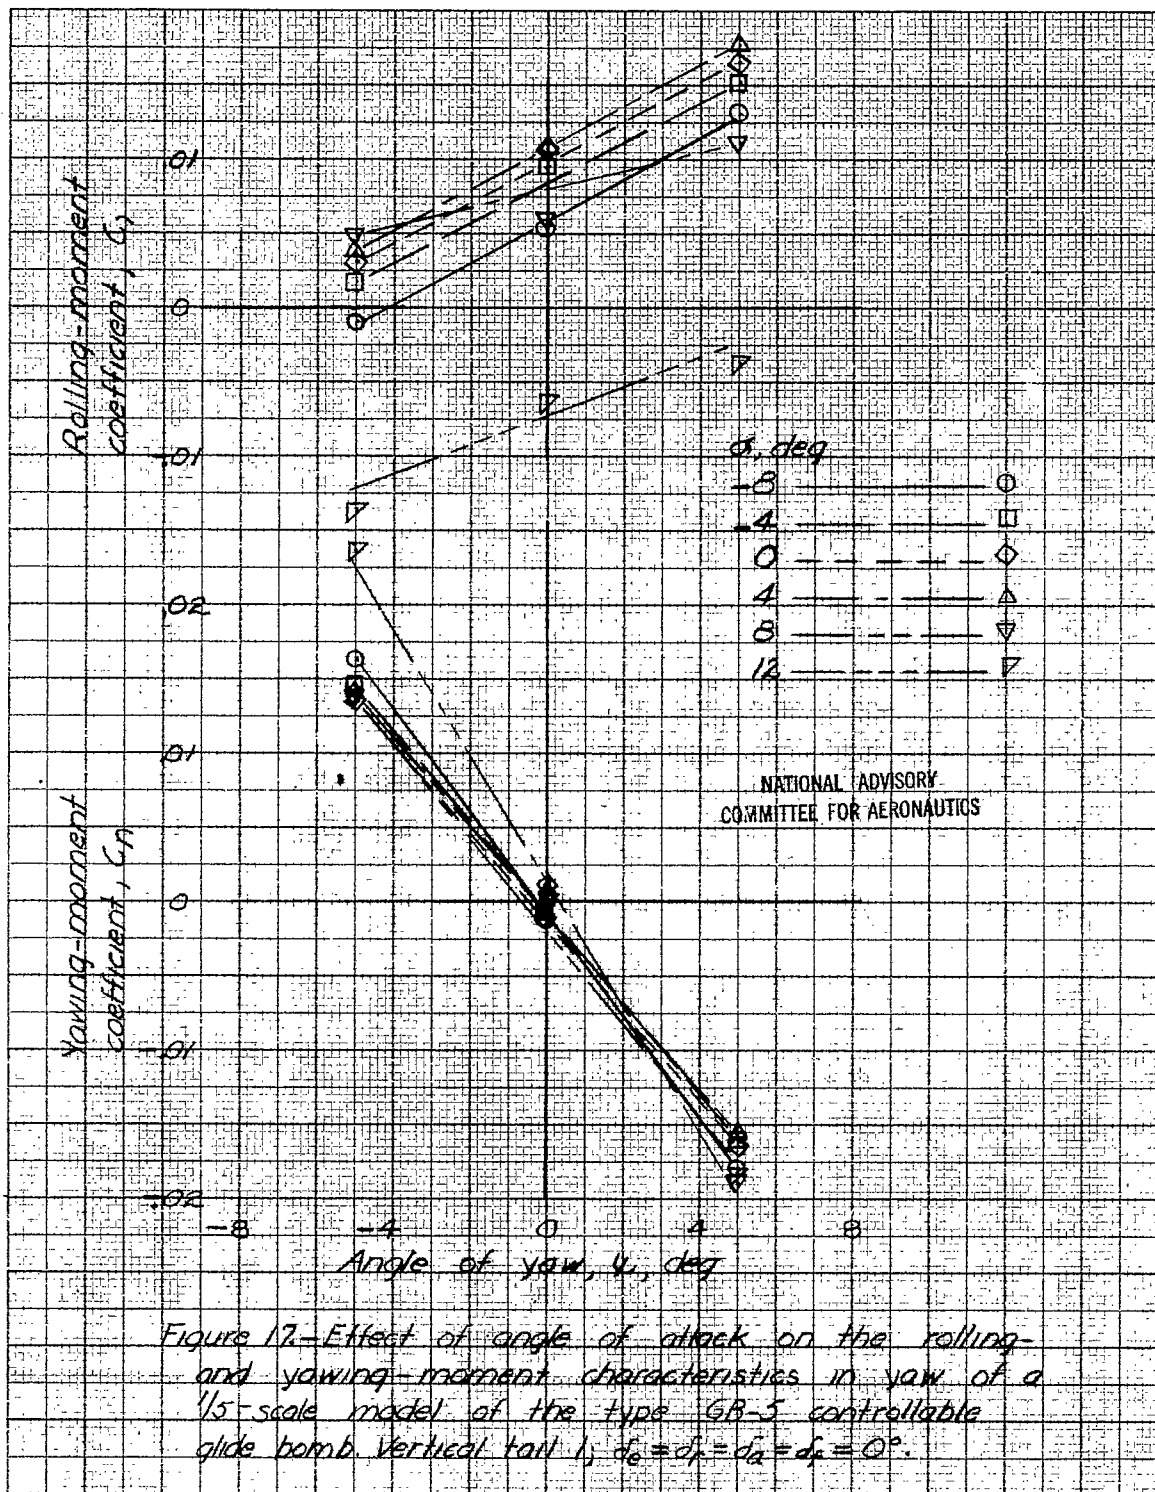 Rolling-moment
coefficient, Cl
.01
0
-.01
α, deg
-8
-4
0
4
8
12
Yawing-moment
coefficient, Cn
.02
.01
0
-.01
-.02
NATIONAL ADVISORY
COMMITTEE FOR AERONAUTICS
-8 -4 0 4 8
Angle of yaw, ψ, deg
Figure 17.-Effect of angle of attack on the rolling-
and yawing-moment characteristics in yaw of a
1/5-scale model of the type GB-5 controllable
glide bomb. Vertical tail 1; δe = δr = δa = δf = 0°.